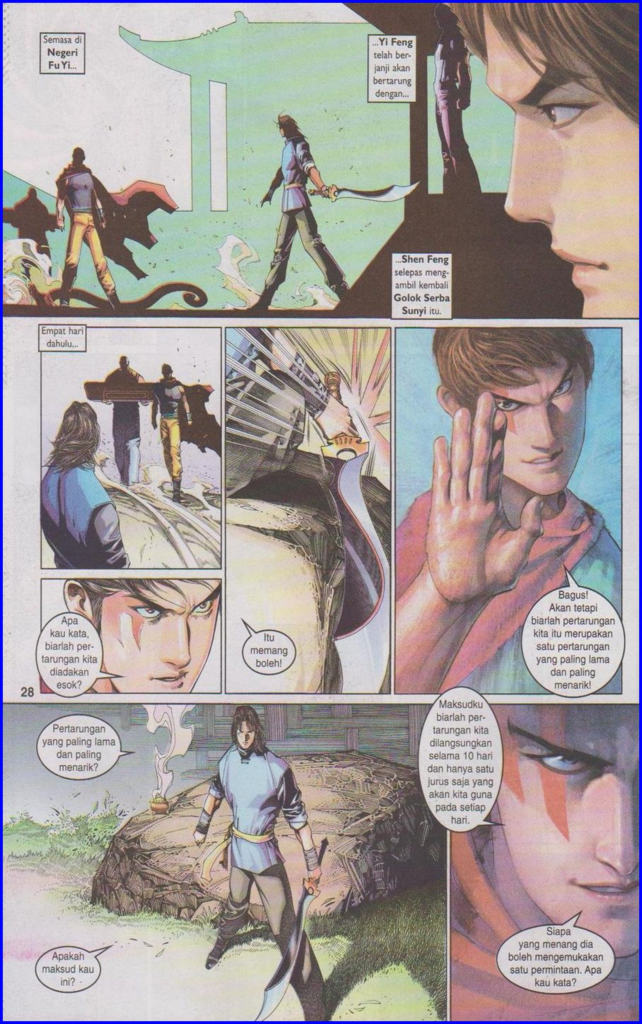 Semasa di
Negeri
Fu Yi...
...Yi Feng
telah ber-
janji akan
bertarung
dengan...
...Shen Feng
selepas meng-
ambil kembali
Golok Serba
Sunyi itu.
Empat hari
dahulu...
Apa
kau kata,
biarlah per-
tarungan kita
diadakan
esok?
Itu
memang
boleh!
Bagus!
Akan tetapi
biarlah pertarungan
kita itu merupakan
satu pertarungan
yang paling lama
dan paling
menarik!
28
Pertarungan
yang paling lama
dan paling
menarik?
Maksudku
biarlah per-
tarungan kita
dilangsungkan
selama 10 hari
dan hanya satu
jurus saja yang
akan kita guna
pada setiap
hari.
Apakah
maksud kau
ini?
Siapa
yang menang dia
boleh mengemukakan
satu permintaan. Apa
kau kata?